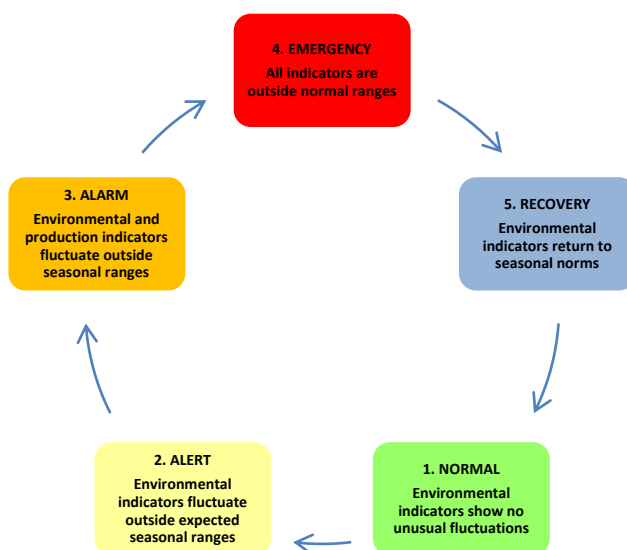 4. EMERGENCY
All indicators are
outside normal ranges
3. ALARM
Environmental and
production indicators
fluctuate outside
seasonal ranges
5. RECOVERY
Environmental
indicators return to
seasonal norms
2. ALERT
Environmental
indicators fluctuate
outside expected
seasonal ranges
1. NORMAL
Environmental
indicators show no
unusual fluctuations